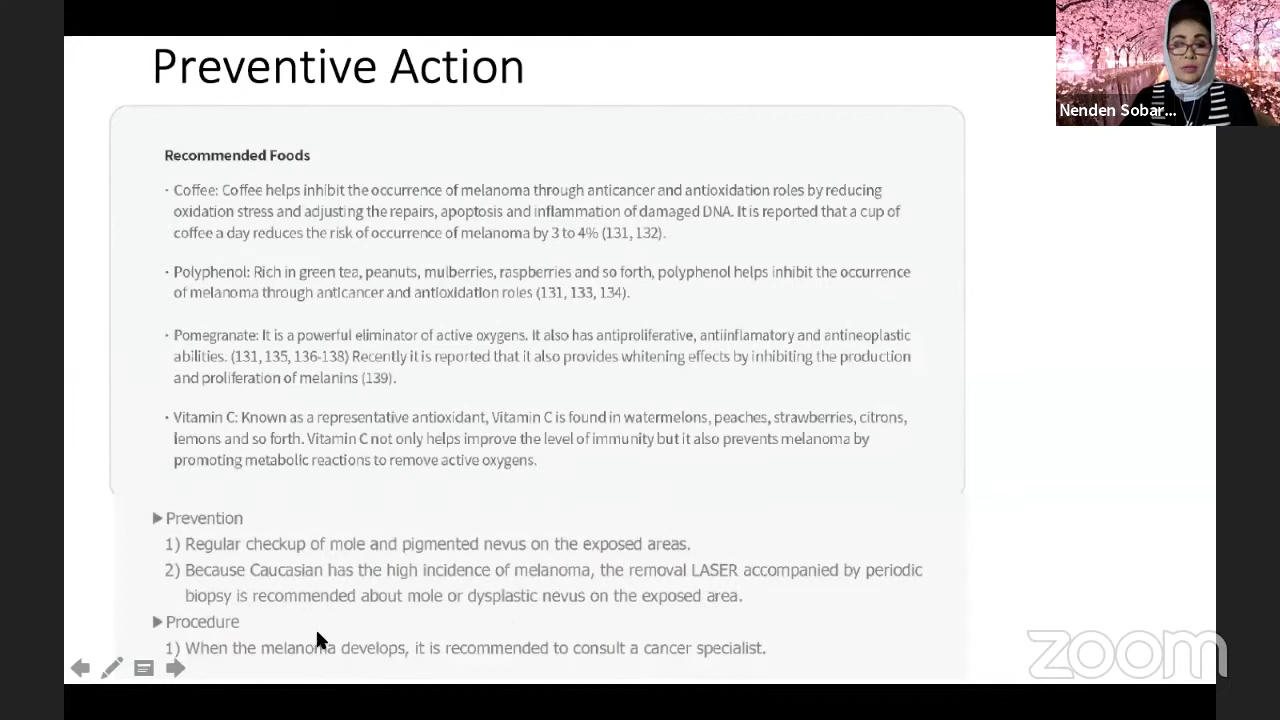 Preventive Action
Nenden Sobar...
Recommended Foods
· Coffee: Coffee helps inhibit the occurrence of melanoma through anticancer and antioxidation roles by reducing
oxidation stress and adjusting the repairs, apoptosis and inflammation of damaged DNA. It is reported that a cup of
coffee a day reduces the risk of occurrence of melanoma by 3 to 4% (131, 132).
· Polyphenol: Rich in green tea, peanuts, mulberries, raspberries and so forth, polyphenol helps inhibit the occurrence
of melanoma through anticancer and antioxidation roles (131, 133, 134).
· Pomegranate: It is a powerful eliminator of active oxygens. It also has antiproliferative, antiinflamatory and antineoplastic
abilities. (131, 135, 136-138) Recently it is reported that it also provides whitening effects by inhibiting the production
and proliferation of melanins (139).
· Vitamin C: Known as a representative antioxidant, Vitamin C is found in watermelons, peaches, strawberries, citrons,
lemons and so forth. Vitamin C not only helps improve the level of immunity but it also prevents melanoma by
promoting metabolic reactions to remove active oxygens.
▶Prevention
1) Regular checkup of mole and pigmented nevus on the exposed areas.
2) Because Caucasian has the high incidence of melanoma, the removal LASER accompanied by periodic
biopsy is recommended about mole or dysplastic nevus on the exposed area.
▶Procedure
1) When the melanoma develops, it is recommended to consult a cancer specialist.
zoom